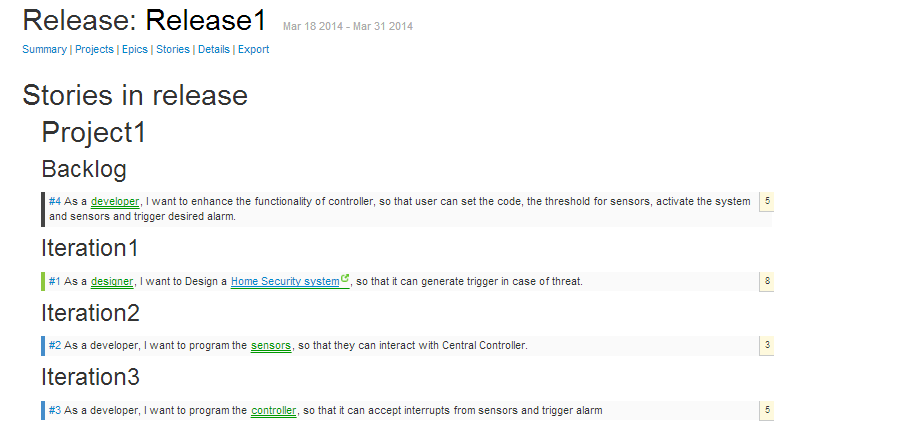 Release: Release1 Mar 18 2014 - Mar 31 2014
Summary | Projects | Epics | Stories | Details | Export
Stories in release
Project1
Backlog
#4 As a developer, I want to enhance the functionality of controller, so that user can set the code, the threshold for sensors, activate the system 5
and sensors and trigger desired alarm.
Iteration1
#1 As a designer, I want to Design a Home Security system, so that it can generate trigger in case of threat. 8
Iteration2
#2 As a developer, I want to program the sensors, so that they can interact with Central Controller. 3
Iteration3
#3 As a developer, I want to program the controller, so that it can accept interrupts from sensors and trigger alarm 5